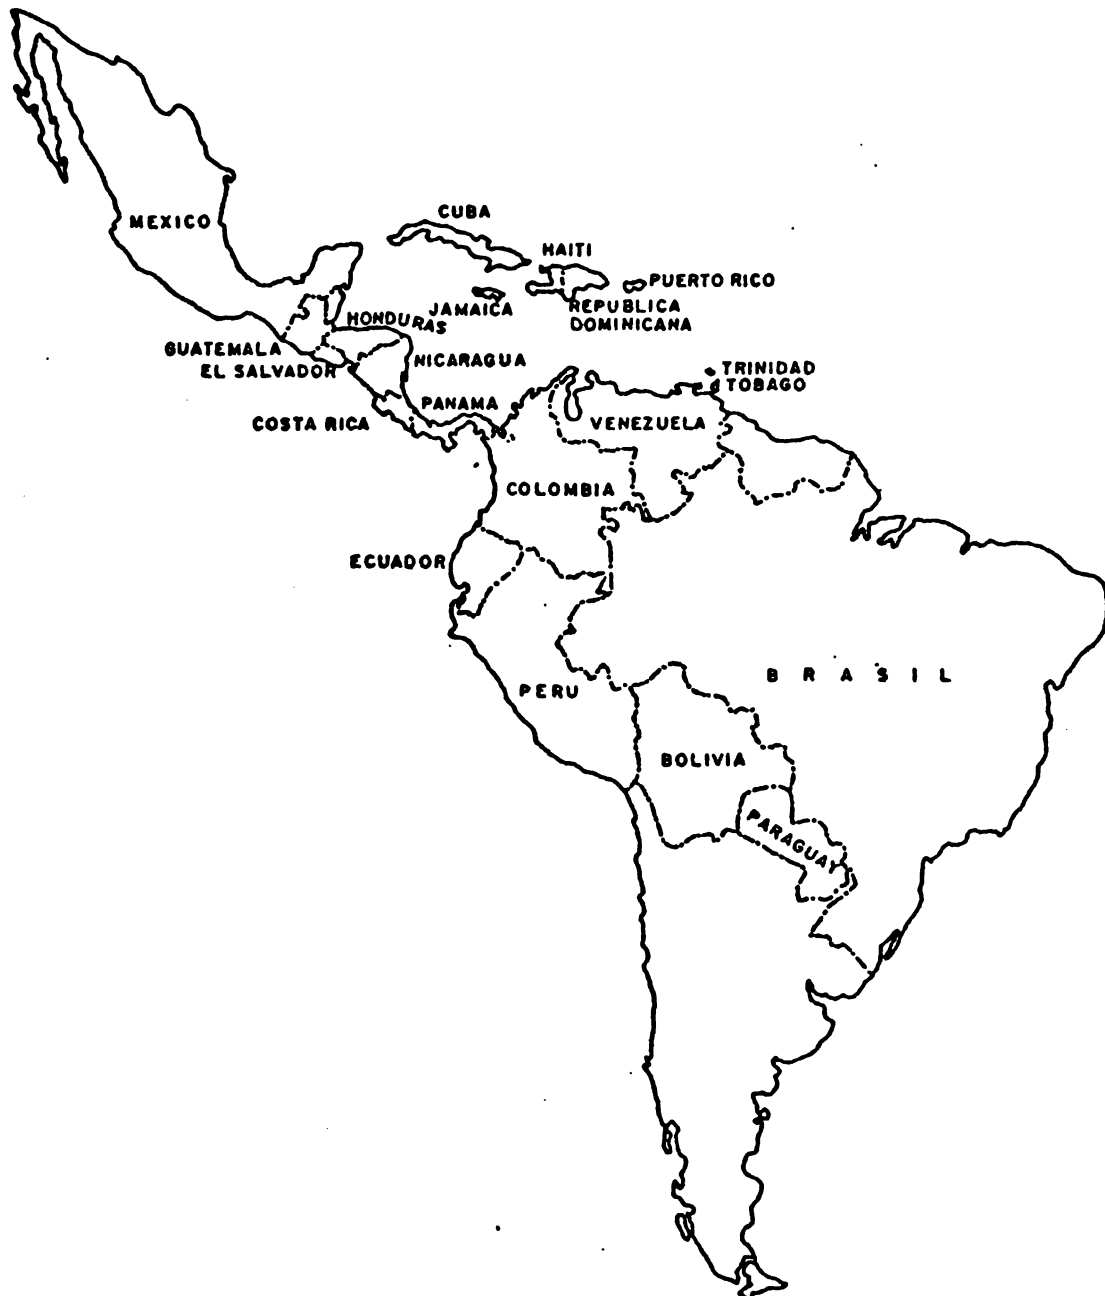 MEXICO
CUBA
HAITI
PUERTO RICO
JAMAICA
REPUBLICA
DOMINICANA
HONDURAS
GUATEMALA
EL SALVADOR
NICARAGUA
TRINIDAD
TOBAGO
PANAMA
COSTA RICA
VENEZUELA
COLOMBIA
ECUADOR
BRASIL
PERU
BOLIVIA
PARAGUAY